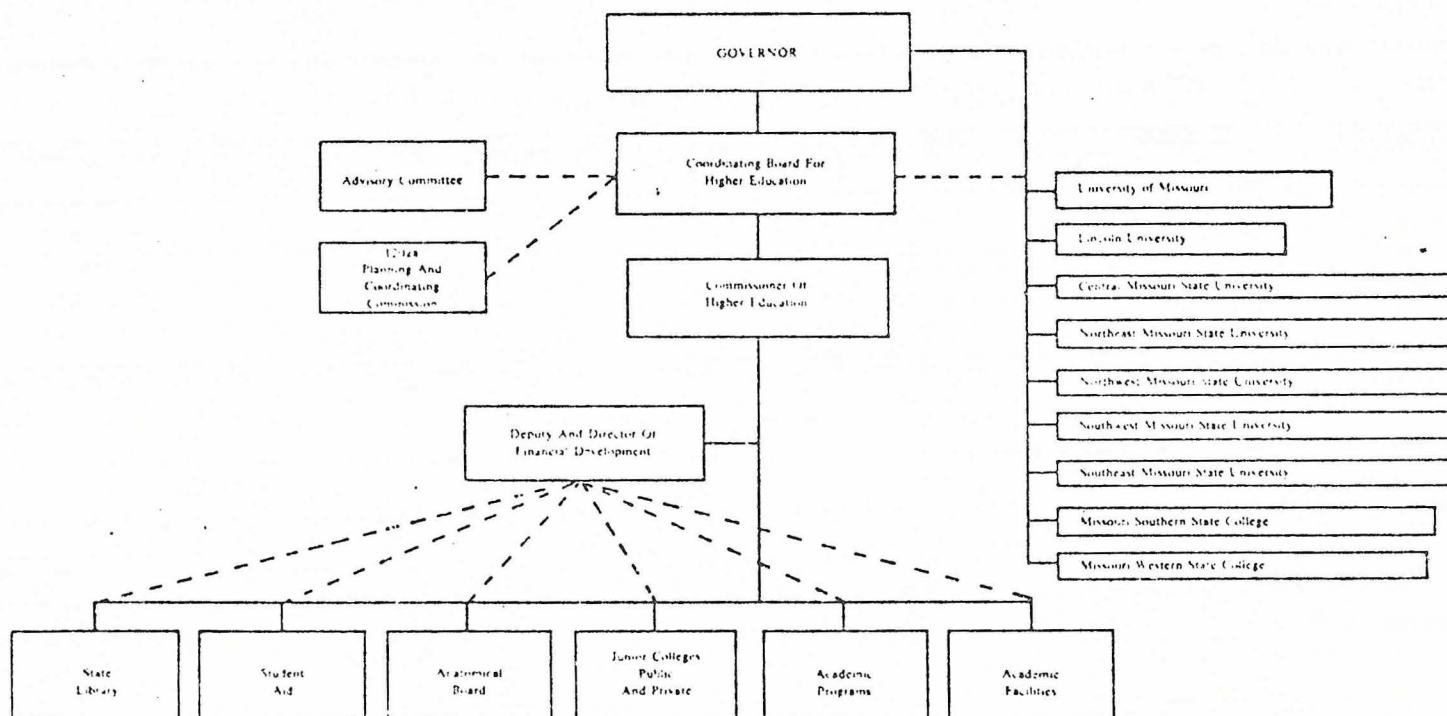 GOVERNOR
Coordinating Board For
Higher Education
Advisory Committee
Planning And
Coordinating
Commission
Commissioner Of
Higher Education
University of Missouri
Lincoln University
Central Missouri State University
Northeast Missouri State University
Northwest Missouri State University
Southwest Missouri State University
Southeast Missouri State University
Missouri Southern State College
Missouri Western State College
Deputy And Director Of
Financial Development
State
Library
Student
Aid
Anatomical
Board
Junior Colleges
Public
And Private
Academic
Programs
Academic
Facilities